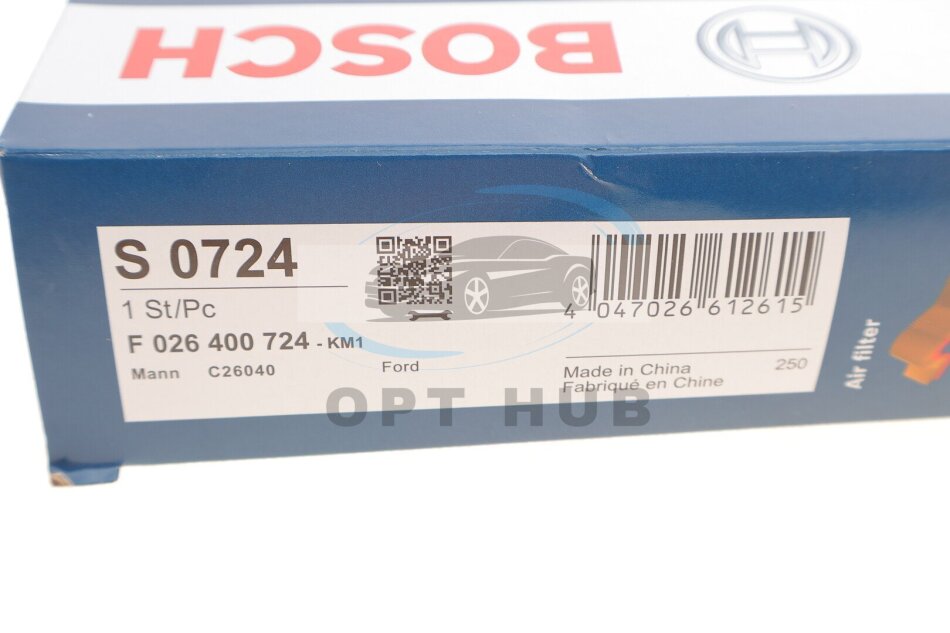 BOSCH
S 0724
1 St/Pc
F 026 400 724 - KM1
Mann C26040
Ford
4 047026 612615
Made in China
Fabriqué en Chine
250
Air filter
OPT HUB